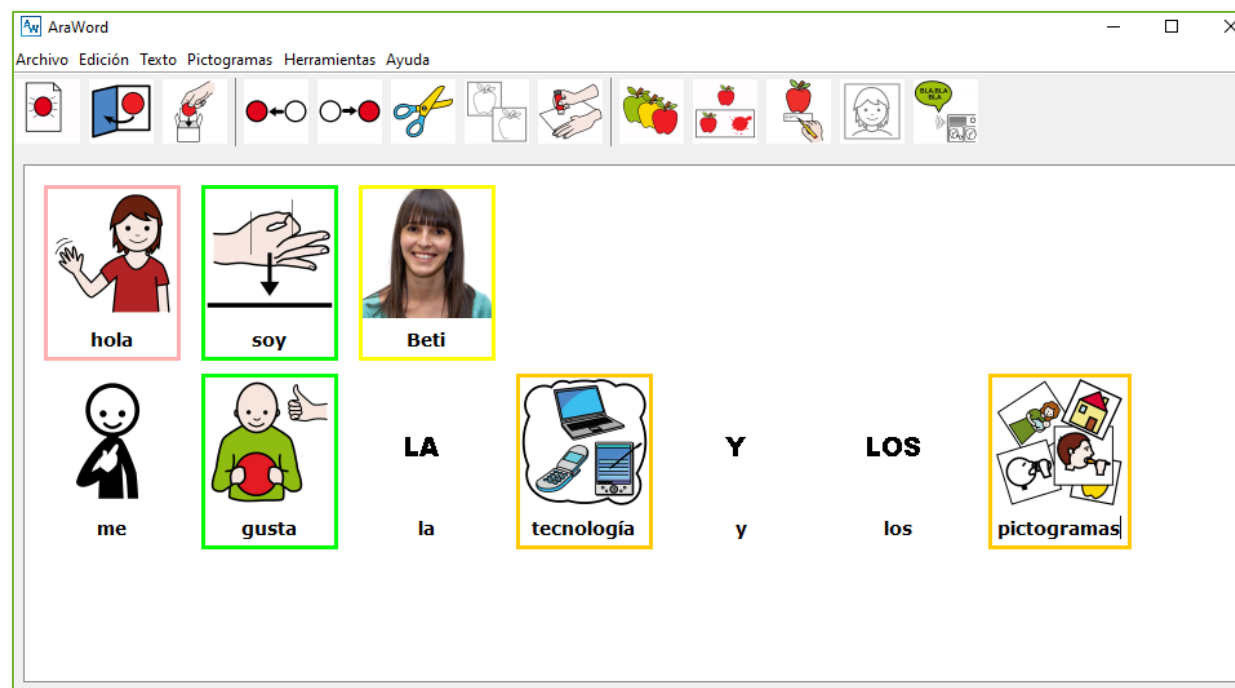 AraWord
Archivo Edición Texto Pictogramas Herramientas Ayuda
BLA,BLA
BLA
hola soy Beti
LA Y LOS
me gusta la tecnología y los pictogramas